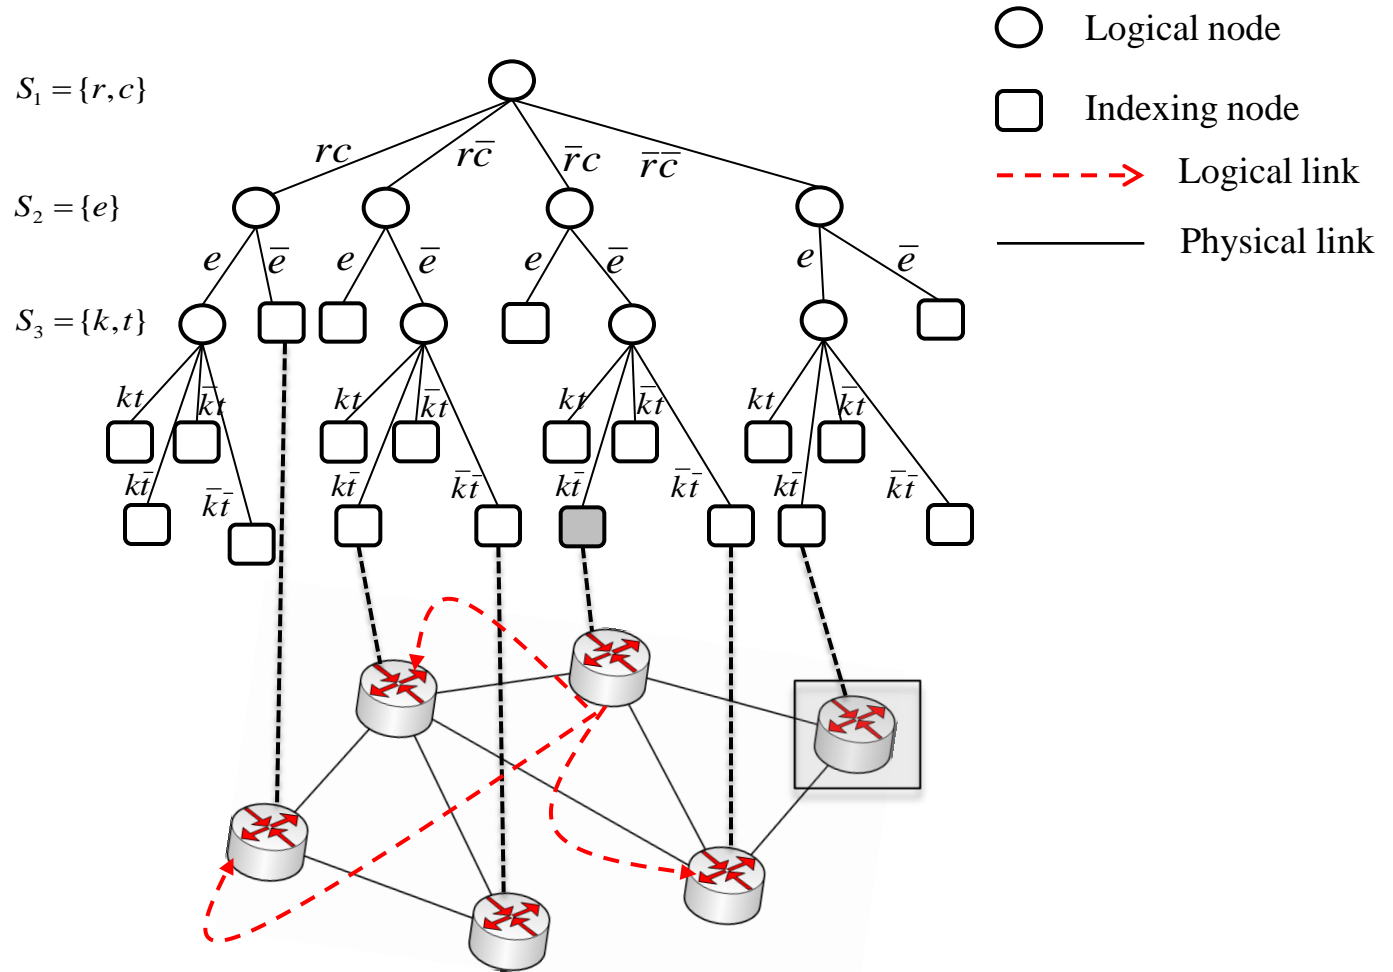 Logical node
S₁ = {r, c}
Indexing node
rc
rc̅
r̅c
r̅c̅
Logical link
S₂ = {e}
Physical link
e
e̅
e
e̅
e
e̅
e
e̅
S₃ = {k, t}
kt
k̅t
kt
k̅t
kt
k̅t
kt
k̅t
kt̅
k̅t̅
kt̅
k̅t̅
kt̅
k̅t̅
kt̅
k̅t̅